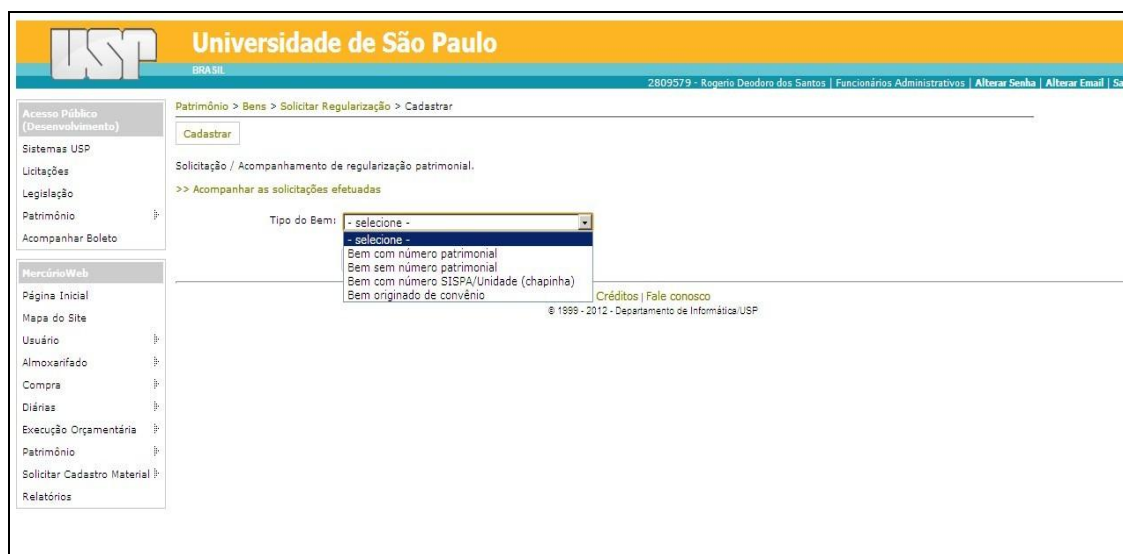 USP
Universidade de São Paulo
BRASIL
2809579 - Rogerio Deodoro dos Santos | Funcionários Administrativos | Alterar Senha | Alterar Email | Sa
Acesso Público
(Desenvolvimento)
Sistemas USP
Licitações
Legislação
Patrimônio
Acompanhar Boleto
MercúrioWeb
Página Inicial
Mapa do Site
Usuário
Almoxarifado
Compra
Diárias
Execução Orçamentária
Patrimônio
Solicitar Cadastro Material
Relatórios
Patrimônio > Bens > Solicitar Regularização > Cadastrar
Cadastrar
Solicitação / Acompanhamento de regularização patrimonial.
>> Acompanhar as solicitações efetuadas
Tipo do Bem: - selecione -
- selecione -
Bem com número patrimonial
Bem sem número patrimonial
Bem com número SISPA/Unidade (chapinha)
Bem originado de convênio
Créditos | Fale conosco
© 1999 - 2012 - Departamento de Informática/USP